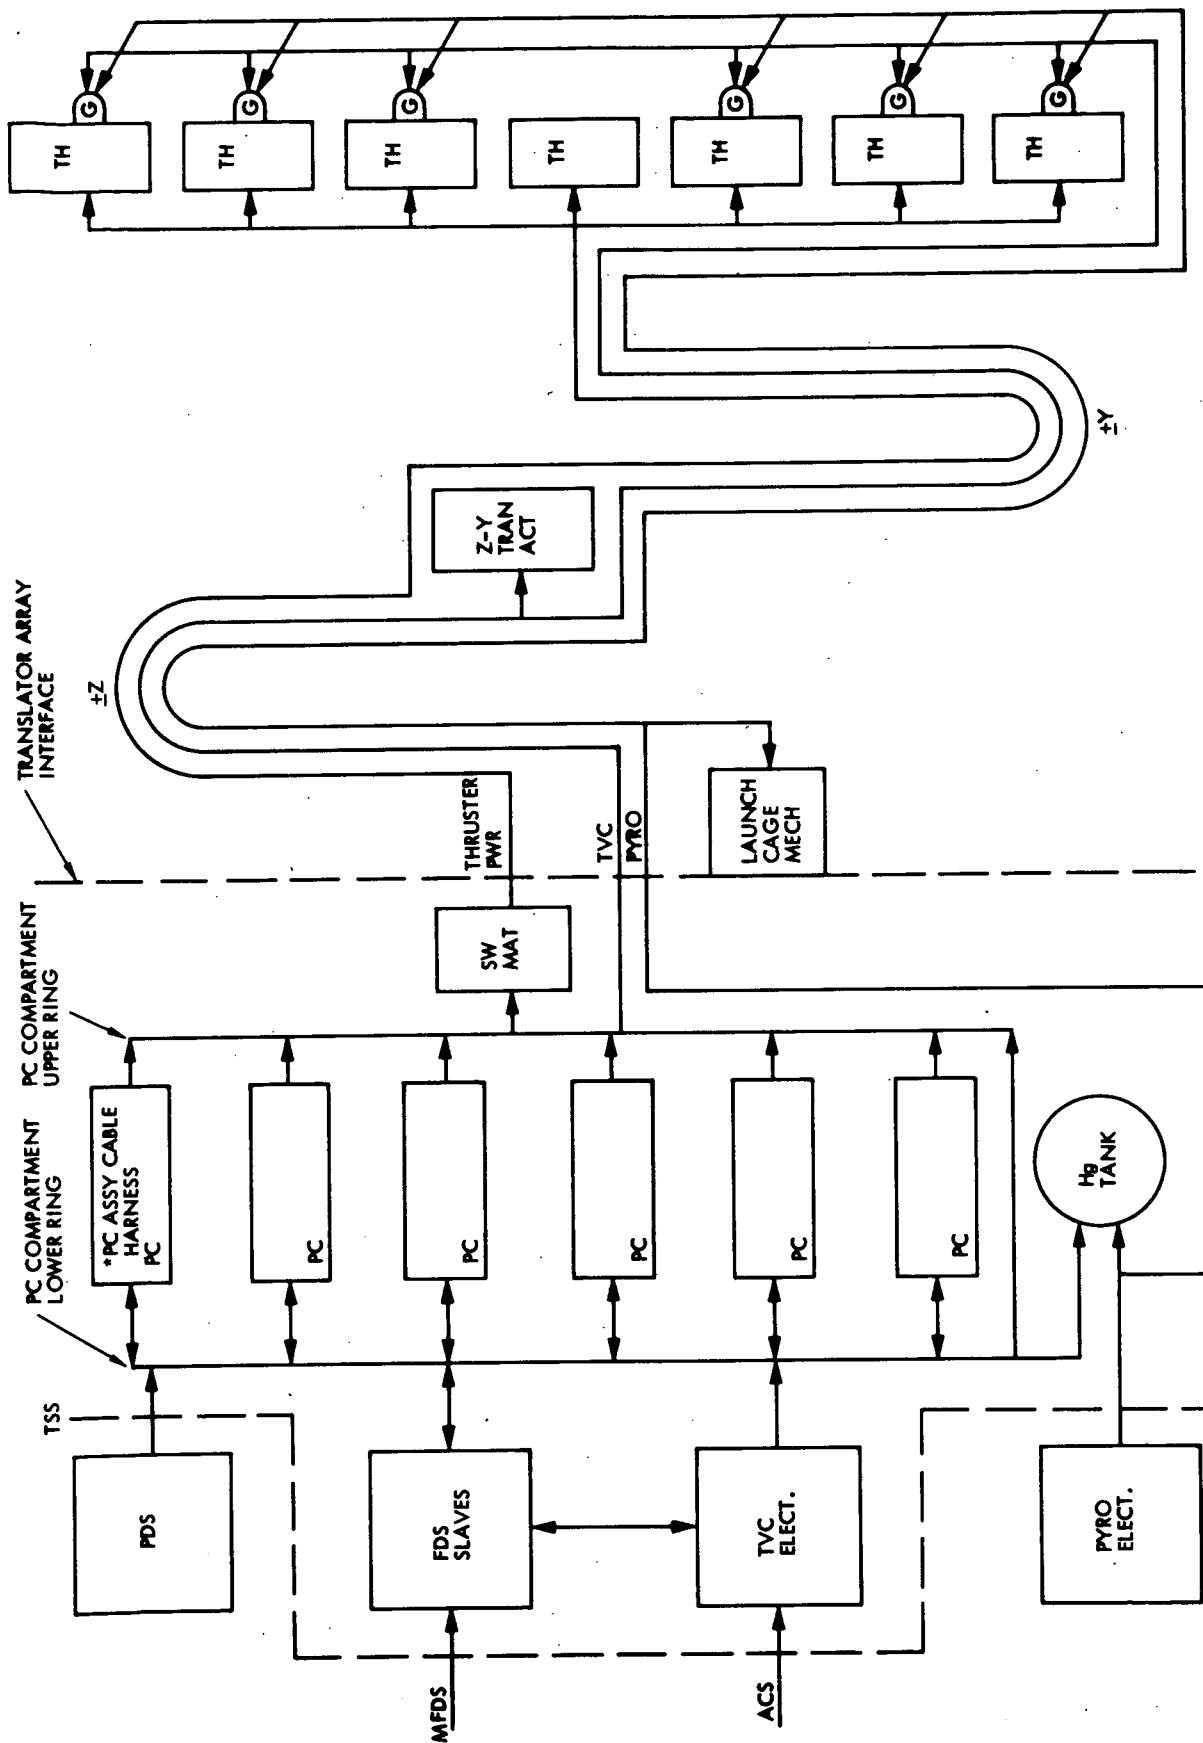 MFDS
ACS
PDS
FDS
SLAVES
TVC
ELECT.
PYRO
ELECT.
TSS
PC COMPARTMENT
LOWER RING
PC COMPARTMENT
UPPER RING
*PC ASSY CABLE
HARNESS
PC
PC
PC
PC
PC
PC
Hg
TANK
SW
MAT
TRANSLATOR ARRAY
INTERFACE
THRUSTER
PWR
TVC
PYRO
LAUNCH
CAGE
MECH
±Z
Z-Y
TRAN
ACT
±Y
TH
G
TH
G
TH
G
TH
TH
G
TH
G
TH
G